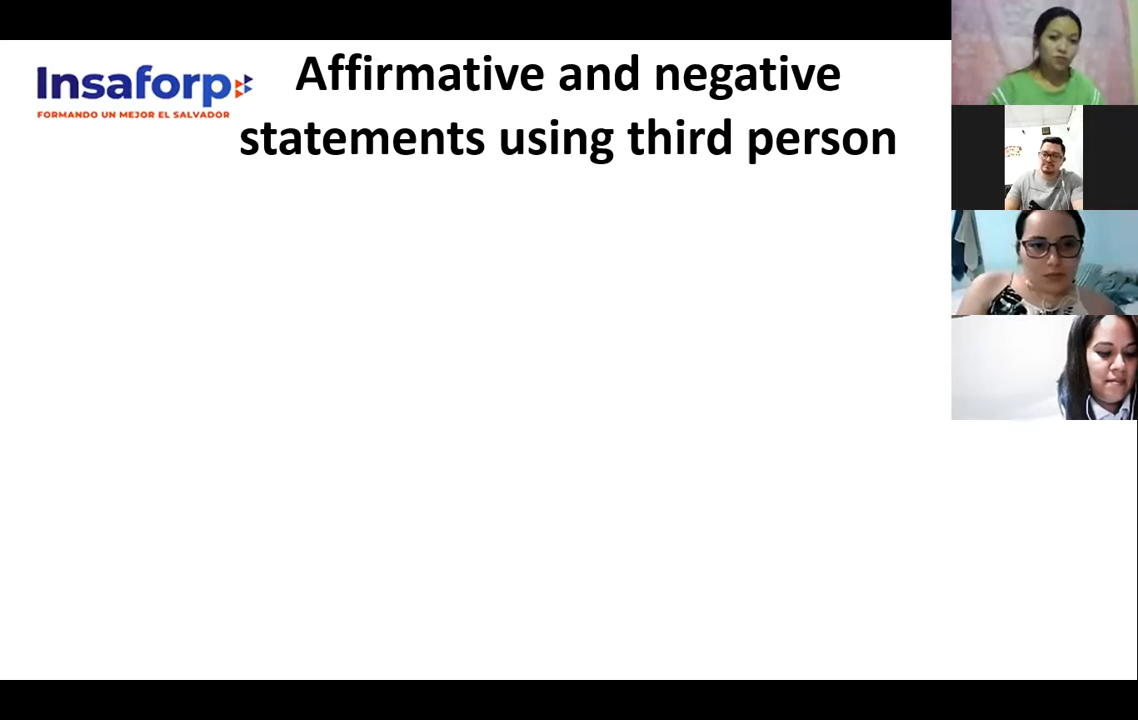 Insaforp
FORMANDO UN MEJOR EL SALVADOR
Affirmative and negative
statements using third person